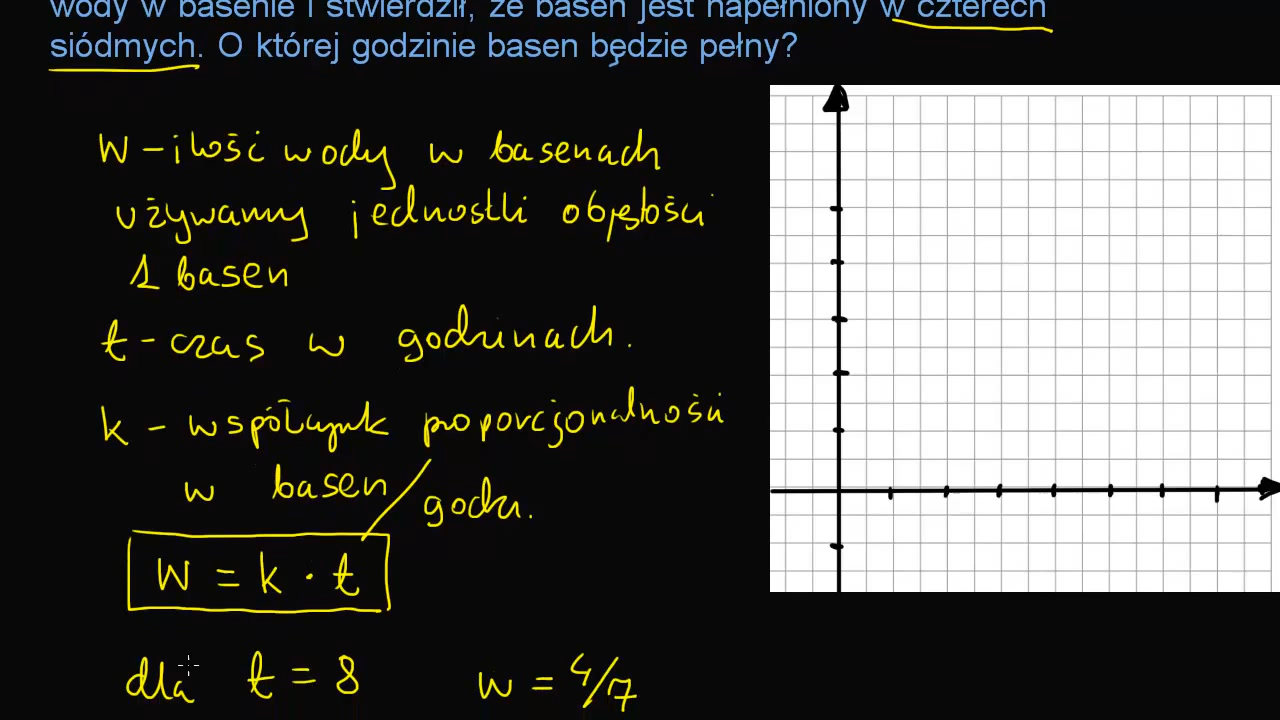 wody w basenie i stwierdził, że basen jest napełniony w czterech
siódmych. O której godzinie basen będzie pełny?
W - ilość wody w basenach
używamy jednostki objętości
1 basen
t - czas w godzinach.
k - współczynk proporcjonalności
w basen/godz.
W = k · t
dla t = 8 w = 4/7